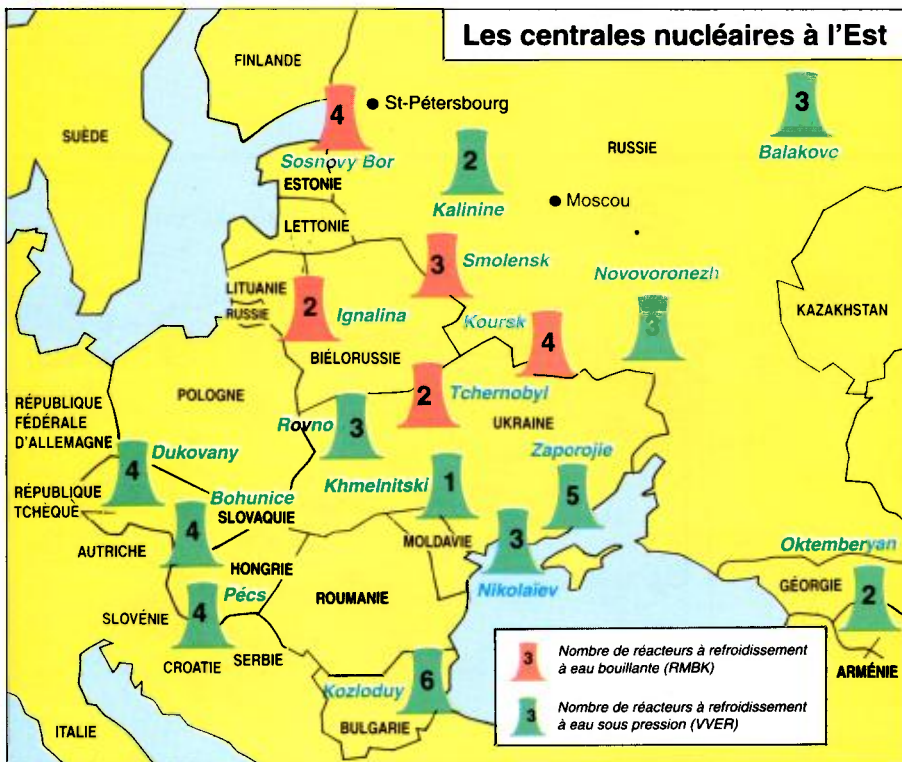 Les centrales nucléaires à l'Est
FINLANDE
4
St-Pétersbourg
3
SUÈDE
Sosnovy Bor
2
RUSSIE
Balakovo
ESTONIE
Kalinine
Moscou
LETTONIE
3
Smolensk
Novovoronezh
LITUANIE
2
Ignalina
RUSSIE
KAZAKHSTAN
Koursk
4
3
BIÉLORUSSIE
POLOGNE
2
Tchernobyl
RÉPUBLIQUE
FÉDÉRALE
D'ALLEMAGNE
Rovno
3
UKRAINE
Dukovany
4
Zaporojie
Khmelnitski
1
5
RÉPUBLIQUE
TCHÈQUE
Bohunice
SLOVAQUIE
4
AUTRICHE
MOLDAVIE
3
Oktemberyan
HONGRIE
Nikolaïev
GÉORGIE
2
Pécs
4
ROUMANIE
SLOVÉNIE
CROATIE
SERBIE
ARMÉNIE
Kozloduy
6
BULGARIE
ITALIE
3
Nombre de réacteurs à refroidissement
à eau bouillante (RMBK)
3
Nombre de réacteurs à refroidissement
à eau sous pression (VVER)